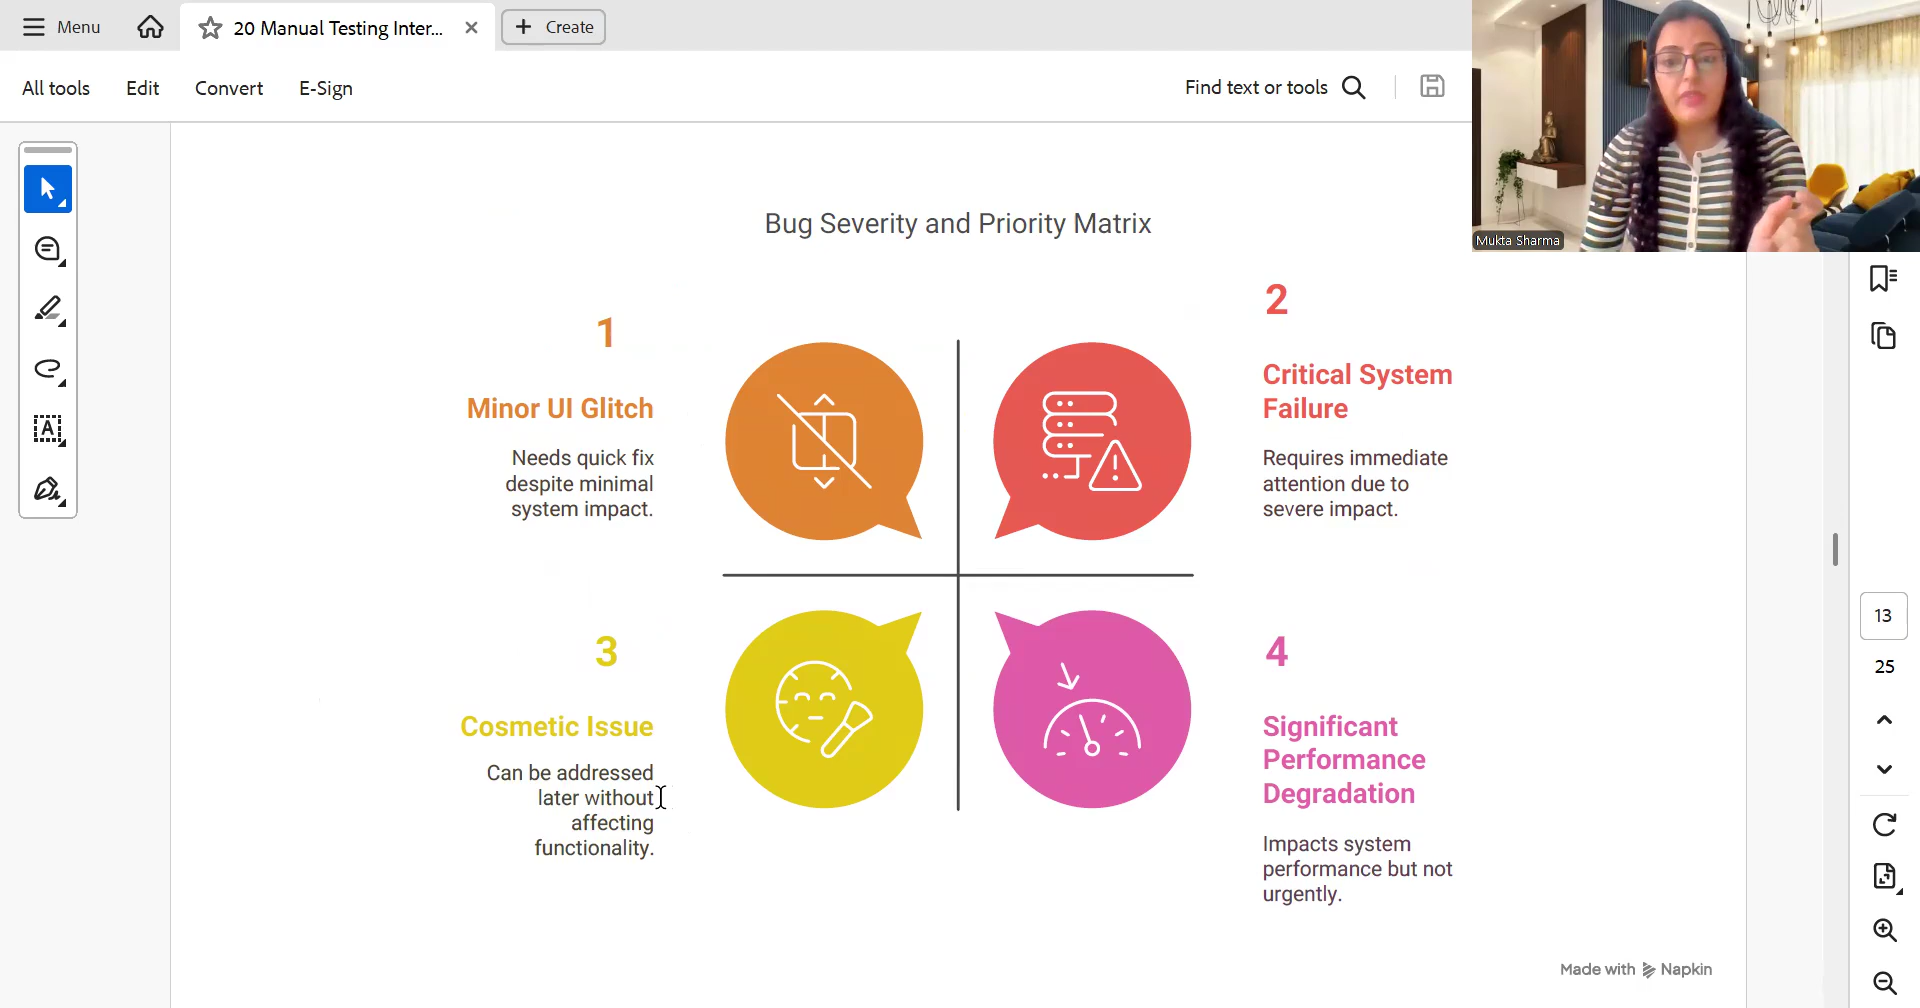 Menu
20 Manual Testing Inter...
Create
All tools
Edit
Convert
E-Sign
Find text or tools
Mukta Sharma
Bug Severity and Priority Matrix
1
Minor UI Glitch
Needs quick fix
despite minimal
system impact.
2
Critical System
Failure
Requires immediate
attention due to
severe impact.
3
Cosmetic Issue
Can be addressed
later without
affecting
functionality.
4
Significant
Performance
Degradation
Impacts system
performance but not
urgently.
13
25
Made with Napkin